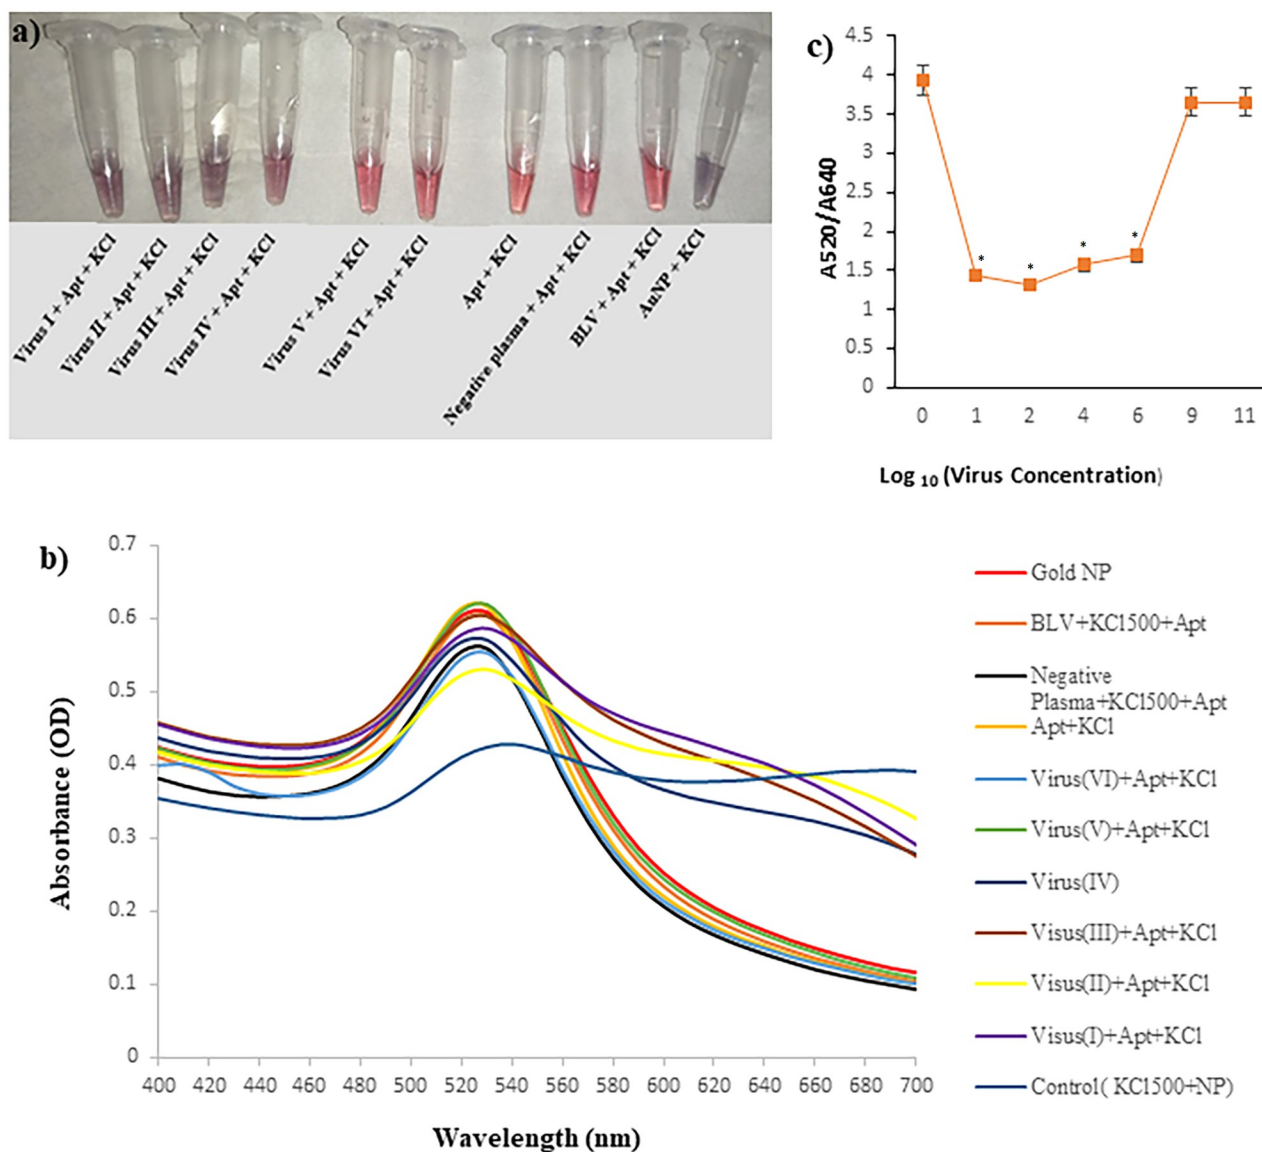 a)
Virus I + Apt + KCl
Virus II + Apt + KCl
Virus III + Apt + KCl
Virus IV + Apt + KCl
Virus V + Apt + KCl
Virus VI + Apt + KCl
Apt + KCl
Negative plasma + Apt + KCl
BLV + Apt + KCl
AuNP + KCl
c)
4.5
4
3.5
3
2.5
2
1.5
1
0.5
0
A520/A640
*
*
*
*
0 1 2 4 6 9 11
Log 10 (Virus Concentration)
b)
0.7
0.6
0.5
0.4
0.3
0.2
0.1
0
Absorbance (OD)
400 420 440 460 480 500 520 540 560 580 600 620 640 660 680 700
Wavelength (nm)
Gold NP
BLV+KCl500+Apt
Negative
Plasma+KCl500+Apt
Apt+KCl
Virus(VI)+Apt+KCl
Virus(V)+Apt+KCl
Virus(IV)
Visus(III)+Apt+KCl
Visus(II)+Apt+KCl
Visus(I)+Apt+KCl
Control( KCl500+NP)